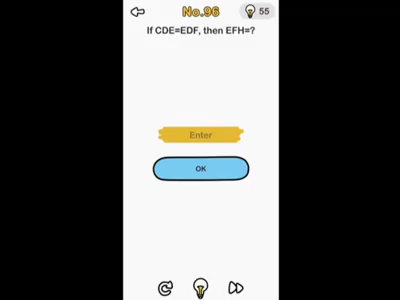 No.96
55
If CDE=EDF, then EFH=?
Enter
OK